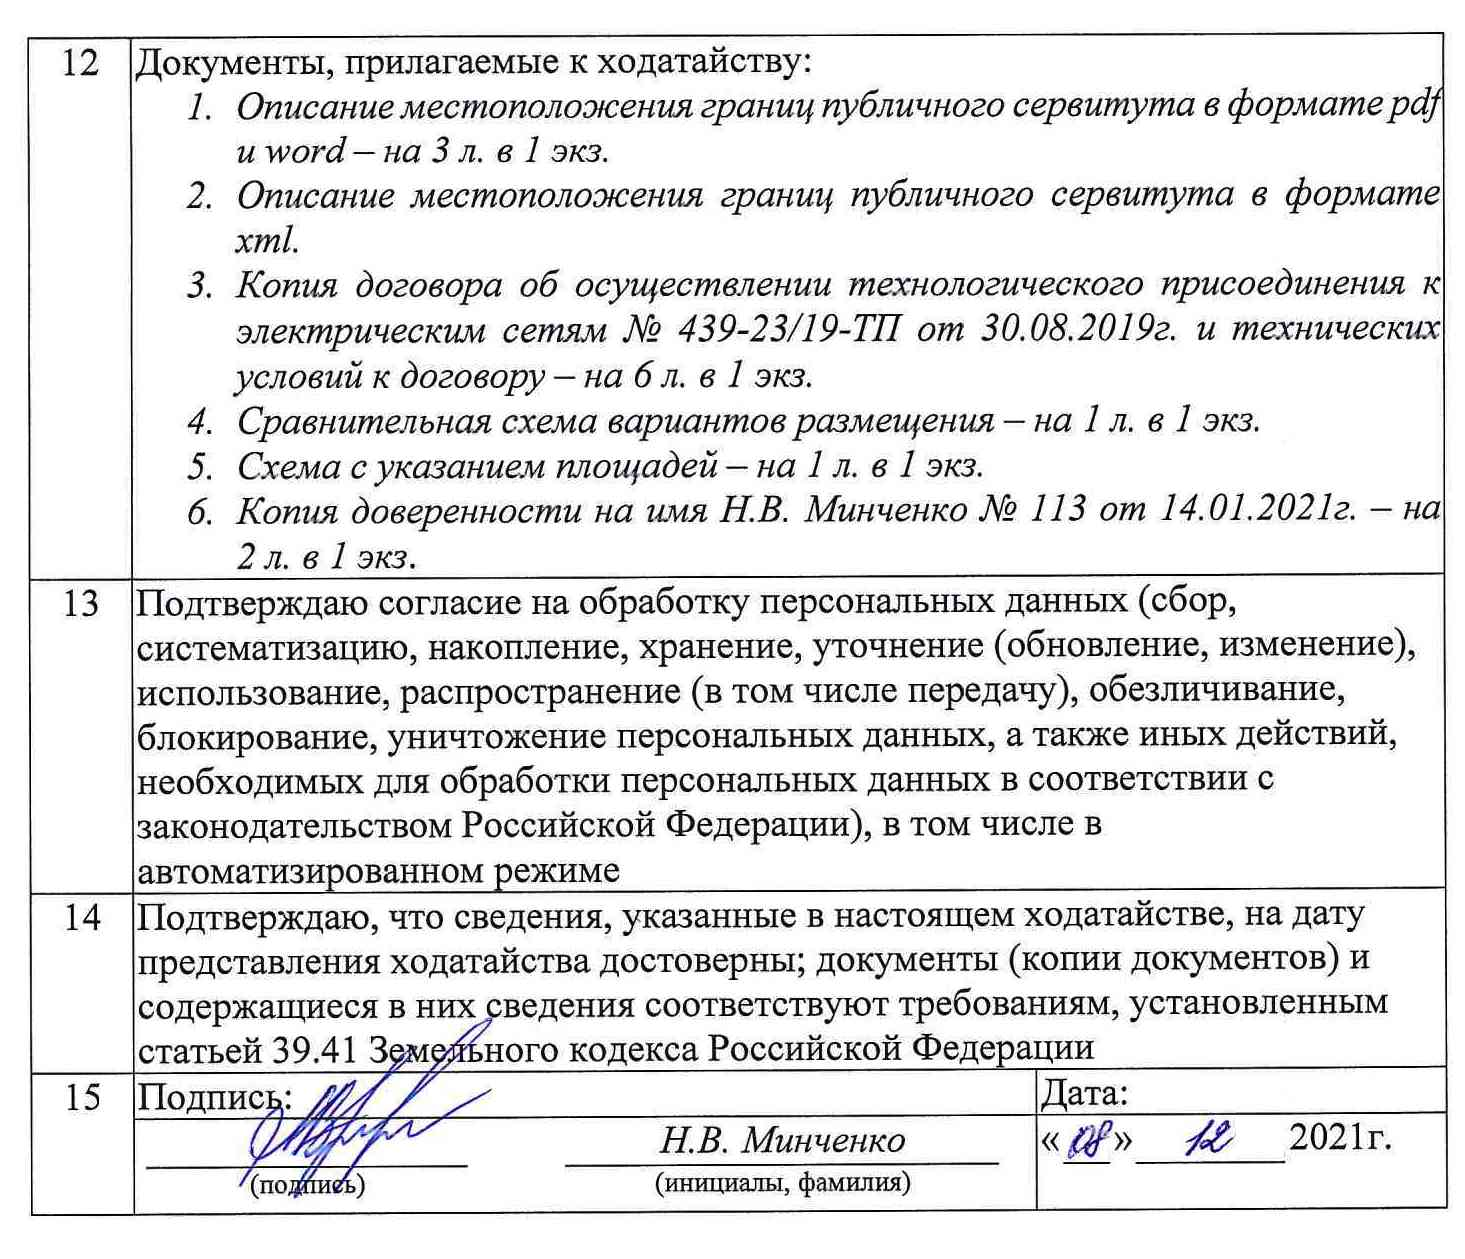 12 Документы, прилагаемые к ходатайству:
1. Описание местоположения границ публичного сервитута в формате pdf
и word – на 3 л. в 1 экз.
2. Описание местоположения границ публичного сервитута в формате
xml.
3. Копия договора об осуществлении технологического присоединения к
электрическим сетям № 439-23/19-ТП от 30.08.2019г. и технических
условий к договору – на 6 л. в 1 экз.
4. Сравнительная схема вариантов размещения – на 1 л. в 1 экз.
5. Схема с указанием площадей – на 1 л. в 1 экз.
6. Копия доверенности на имя Н.В. Минченко № 113 от 14.01.2021г. – на
2 л. в 1 экз.
13 Подтверждаю согласие на обработку персональных данных (сбор,
систематизацию, накопление, хранение, уточнение (обновление, изменение),
использование, распространение (в том числе передачу), обезличивание,
блокирование, уничтожение персональных данных, а также иных действий,
необходимых для обработки персональных данных в соответствии с
законодательством Российской Федерации), в том числе в
автоматизированном режиме
14 Подтверждаю, что сведения, указанные в настоящем ходатайстве, на дату
представления ходатайства достоверны; документы (копии документов) и
содержащиеся в них сведения соответствуют требованиям, установленным
статьей 39.41 Земельного кодекса Российской Федерации
15 Подпись: Дата:
Н.В. Минченко «08» 12 2021г.
(подпись) (инициалы, фамилия)